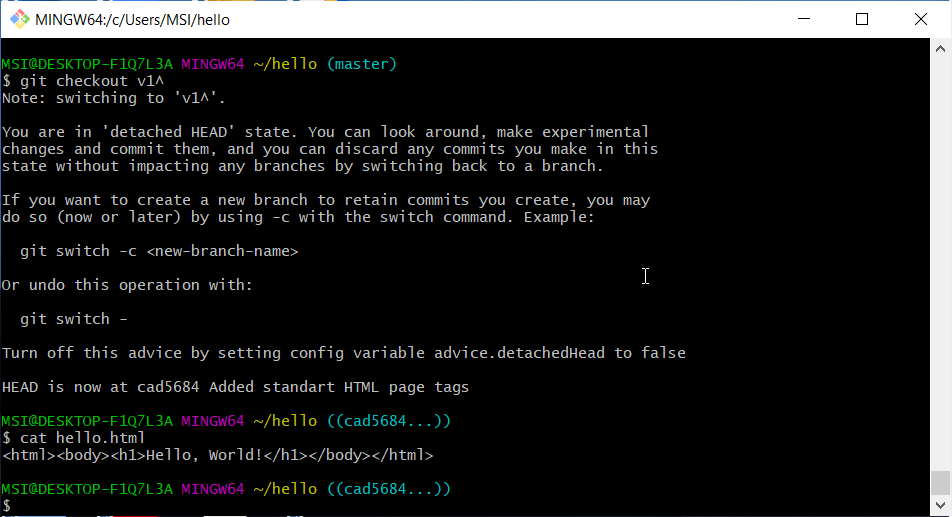 MINGW64:/c/Users/MSI/hello
MSI@DESKTOP-F1Q7L3A MINGW64 ~/hello (master)
$ git checkout v1^
Note: switching to 'v1^'.
You are in 'detached HEAD' state. You can look around, make experimental
changes and commit them, and you can discard any commits you make in this
state without impacting any branches by switching back to a branch.
If you want to create a new branch to retain commits you create, you may
do so (now or later) by using -c with the switch command. Example:
git switch -c <new-branch-name>
Or undo this operation with:
git switch -
Turn off this advice by setting config variable advice.detachedHead to false
HEAD is now at cad5684 Added standart HTML page tags
MSI@DESKTOP-F1Q7L3A MINGW64 ~/hello ((cad5684...))
$ cat hello.html
<html><body><h1>Hello, World!</h1></body></html>
MSI@DESKTOP-F1Q7L3A MINGW64 ~/hello ((cad5684...))
$